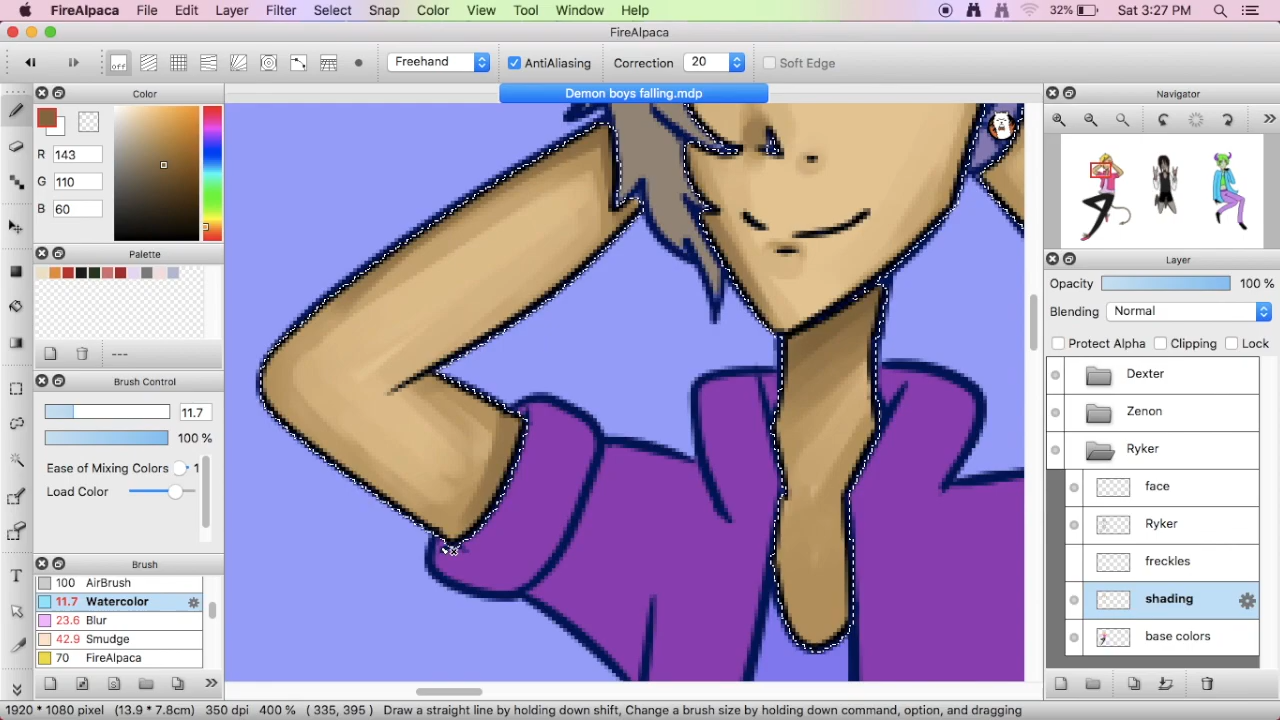 FireAlpaca File Edit Layer Filter Select Snap Color View Tool Window Help 32% Sat 3:27 PM
FireAlpaca
off Freehand AntiAliasing Correction 20 Soft Edge
Color Demon boys falling.mdp Navigator
R 143
G 110
B 60
Palette
Layer
Opacity 100 %
Blending Normal
---
Protect Alpha Clipping Lock
Brush Control
11.7
100 %
Ease of Mixing Colors 1
Load Color
Dexter
Zenon
Ryker
face
Ryker
freckles
shading
base colors
Brush
100 AirBrush
11.7 Watercolor
23.6 Blur
42.9 Smudge
70 FireAlpaca
T
1920 * 1080 pixel (13.9 * 7.8cm) 350 dpi 400 % ( 335, 395 ) Draw a straight line by holding down shift, Change a brush size by holding down command, option, and dragging